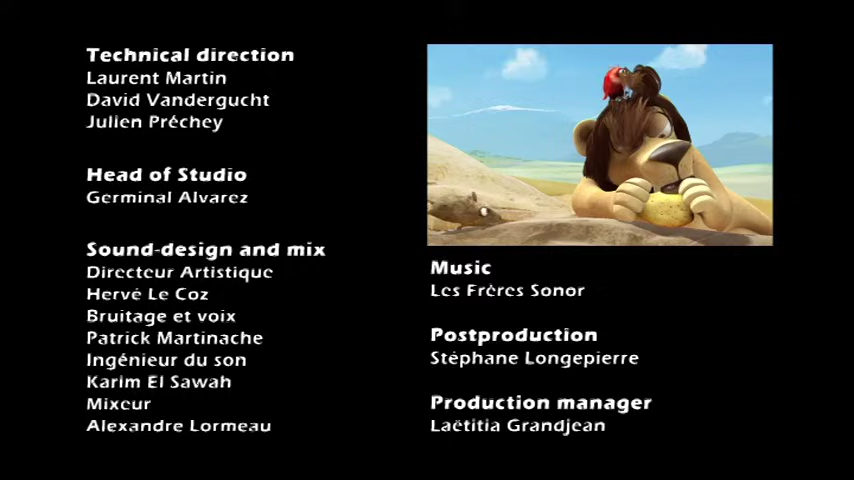 Technical direction
Laurent Martin
David Vandergucht
Julien Préchey
Head of Studio
Germinal Alvarez
Sound-design and mix
Directeur Artistique
Hervé Le Coz
Bruitage et voix
Patrick Martinache
Ingénieur du son
Karim El Sawah
Mixeur
Alexandre Lormeau
Music
Les Frères Sonor
Postproduction
Stéphane Longepierre
Production manager
Laëtitia Grandjean